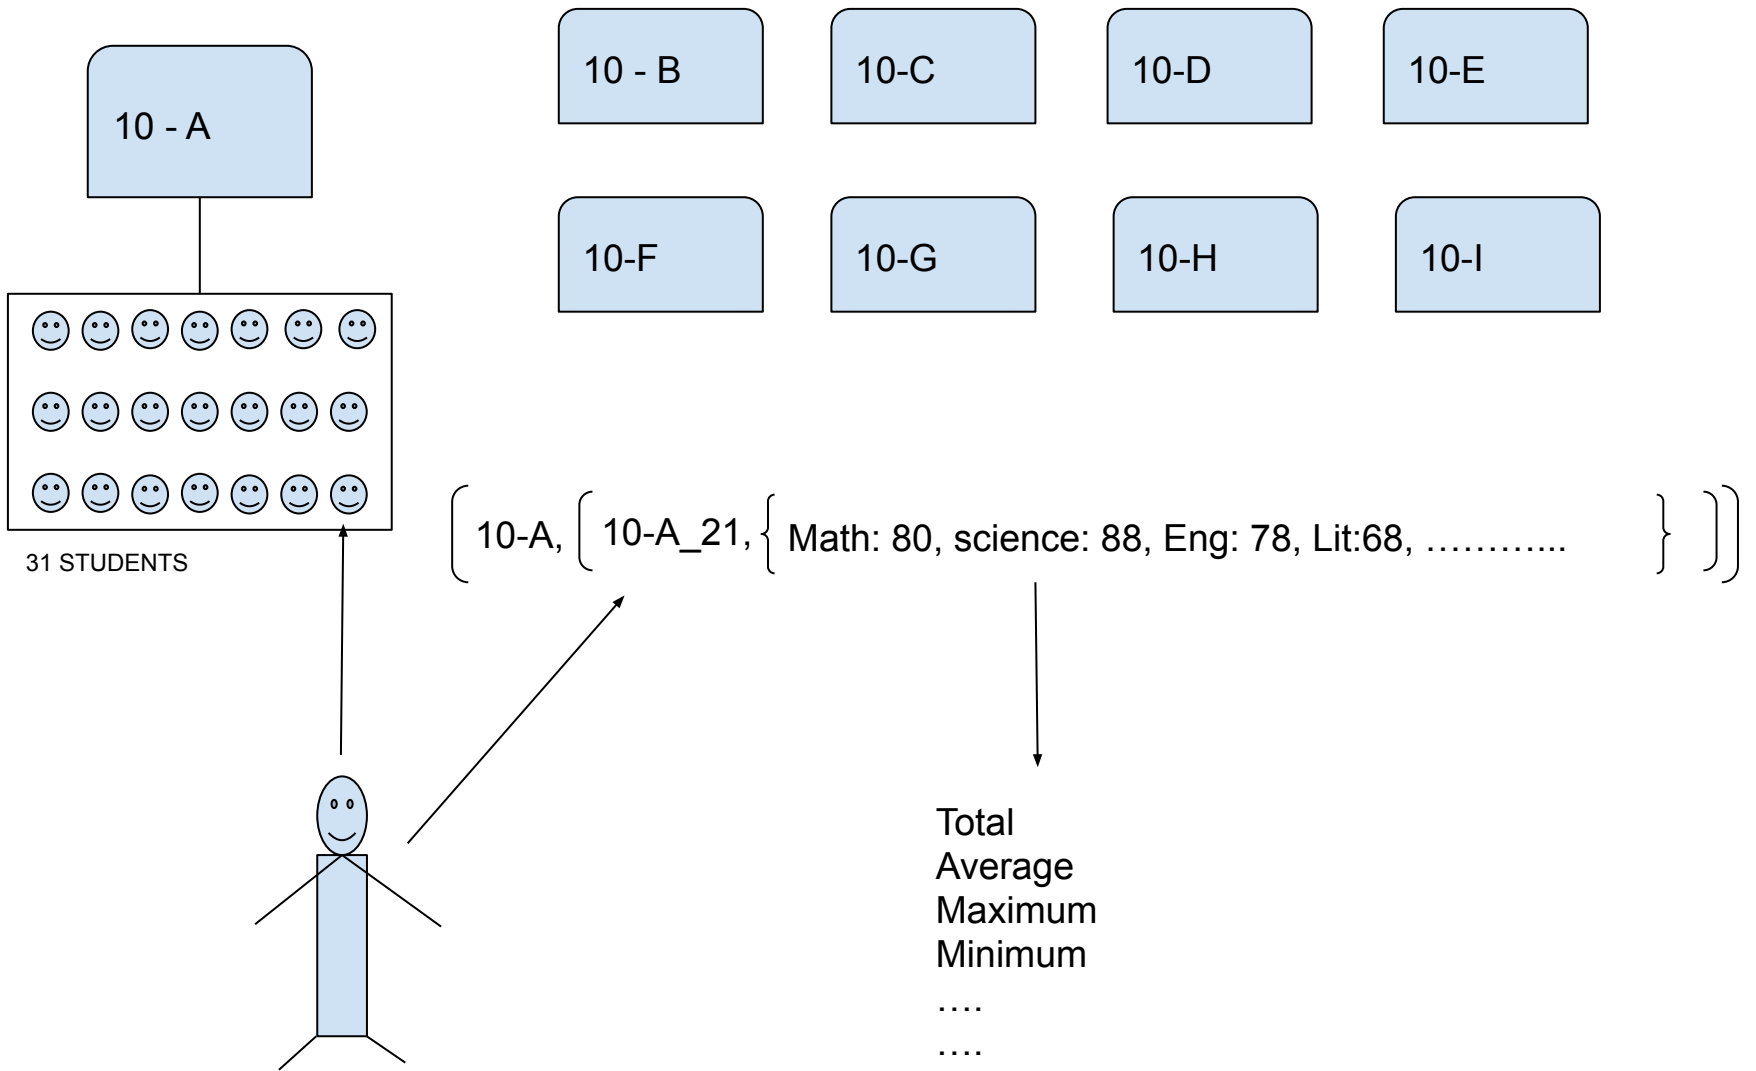 10 - A
10 - B
10-C
10-D
10-E
10-F
10-G
10-H
10-I
31 STUDENTS
( 10-A, ( 10-A_21, { Math: 80, science: 88, Eng: 78, Lit:68, ………... } ) )
Total
Average
Maximum
Minimum
….
….